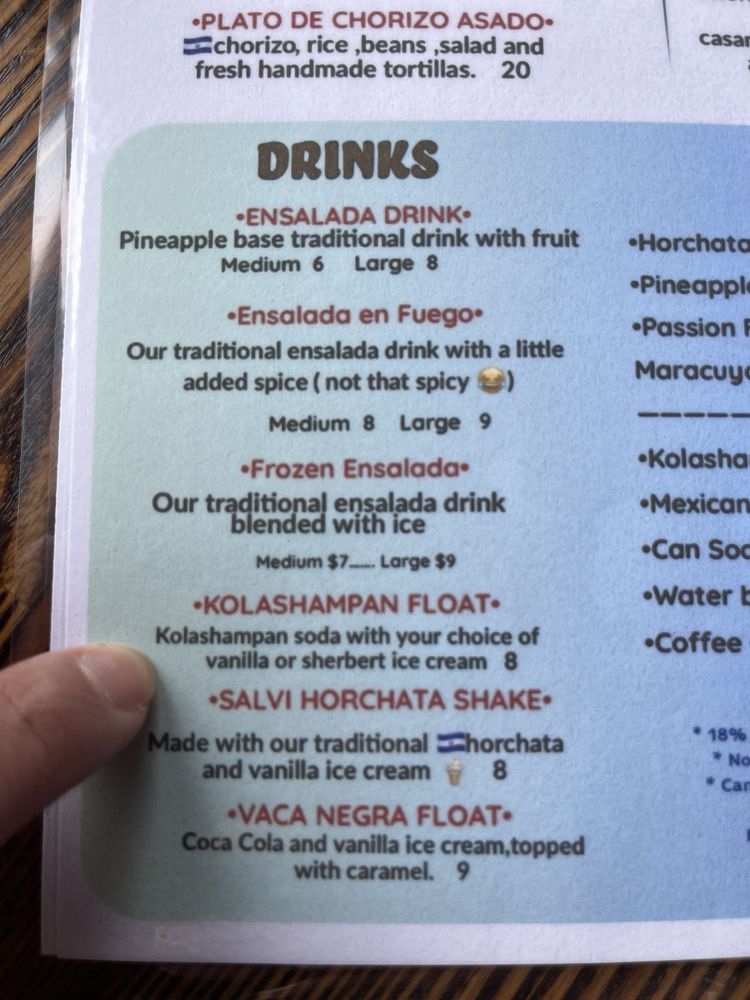 •PLATO DE CHORIZO ASADO•
🇸🇻chorizo, rice ,beans ,salad and
fresh handmade tortillas. 20
DRINKS
•ENSALADA DRINK•
Pineapple base traditional drink with fruit
Medium 6 Large 8
•Ensalada en Fuego•
Our traditional ensalada drink with a little
added spice ( not that spicy 😂)
Medium 8 Large 9
•Frozen Ensalada•
Our traditional ensalada drink
blended with ice
Medium $7...... Large $9
•KOLASHAMPAN FLOAT•
Kolashampan soda with your choice of
vanilla or sherbert ice cream 8
•SALVI HORCHATA SHAKE•
Made with our traditional 🇸🇻horchata
and vanilla ice cream 🍦 8
•VACA NEGRA FLOAT•
Coca Cola and vanilla ice cream,topped
with caramel. 9
•Horchata
•Pineapple
•Passion
•Mexican
•Can
•Water
•Coffee
* 18%